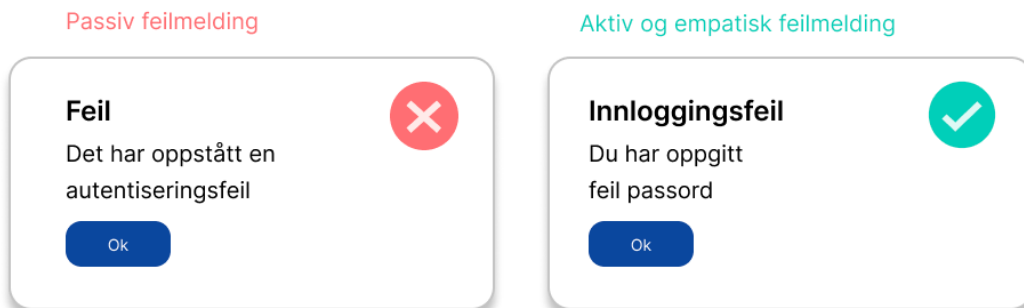 Passiv feilmelding
Feil
Det har oppstått en
autentiseringsfeil
Ok
Aktiv og empatisk feilmelding
Innloggingsfeil
Du har oppgitt
feil passord
Ok